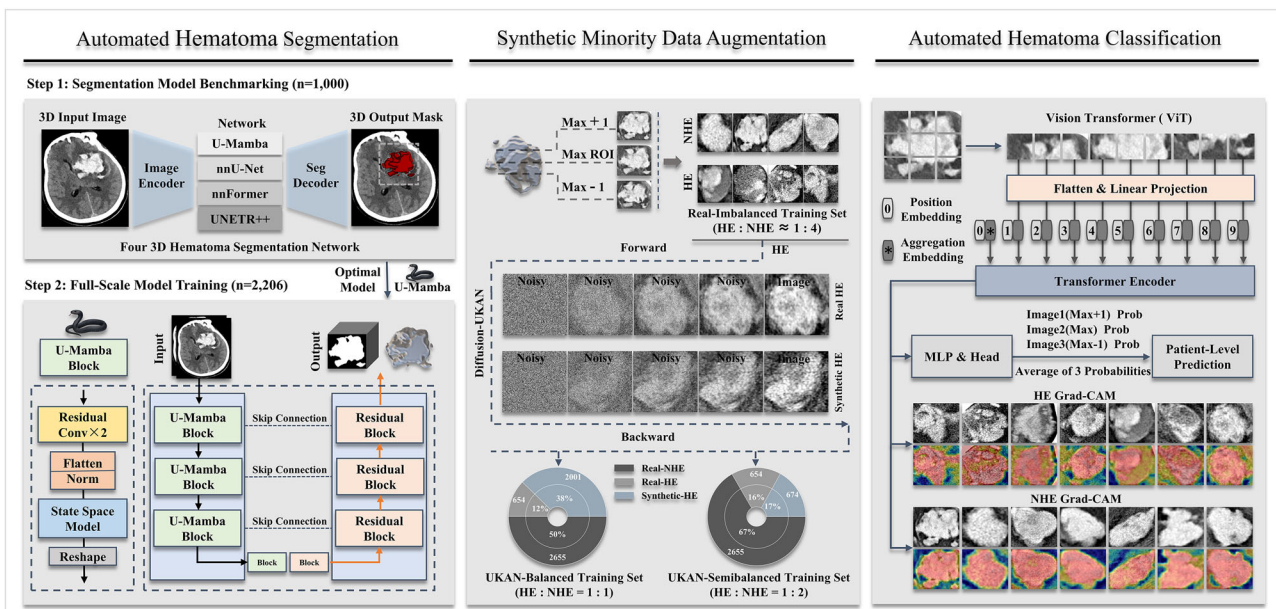 Automated Hematoma Segmentation
Step 1: Segmentation Model Benchmarking (n=1,000)
3D Input Image
Network
3D Output Mask
Image
Encoder
U-Mamba
nnU-Net
nnFormer
UNETR++
Seg
Decoder
Four 3D Hematoma Segmentation Network
Optimal
Model
U-Mamba
Step 2: Full-Scale Model Training (n=2,206)
U-Mamba
Block
Residual
Conv×2
Flatten
Norm
State Space
Model
Reshape
Input
Output
U-Mamba
Block
Skip Connection
Residual
Block
U-Mamba
Block
Skip Connection
Residual
Block
U-Mamba
Block
Skip Connection
Residual
Block
Block
Block
Synthetic Minority Data Augmentation
Max + 1
Max ROI
Max - 1
NHE
HE
Real-Imbalanced Training Set
(HE : NHE ≈ 1 : 4)
Forward
HE
Diffusion-UKAN
Noisy
Noisy
Noisy
Noisy
Image
Real HE
Noisy
Noisy
Noisy
Noisy
Image
Synthetic HE
Backward
Real-NHE
Real-HE
Synthetic-HE
2001
654
38%
12%
50%
2655
654
674
16%
17%
67%
2655
UKAN-Balanced Training Set
(HE : NHE = 1 : 1)
UKAN-Semibalanced Training Set
(HE : NHE = 1 : 2)
Automated Hematoma Classification
Vision Transformer ( ViT)
Flatten & Linear Projection
0
Position
Embedding
*
Aggregation
Embedding
0 * 1 2 3 4 5 6 7 8 9
Transformer Encoder
Image1(Max+1) Prob
Image2(Max) Prob
Image3(Max-1) Prob
MLP & Head
Average of 3 Probabilities
Patient-Level
Prediction
HE Grad-CAM
NHE Grad-CAM